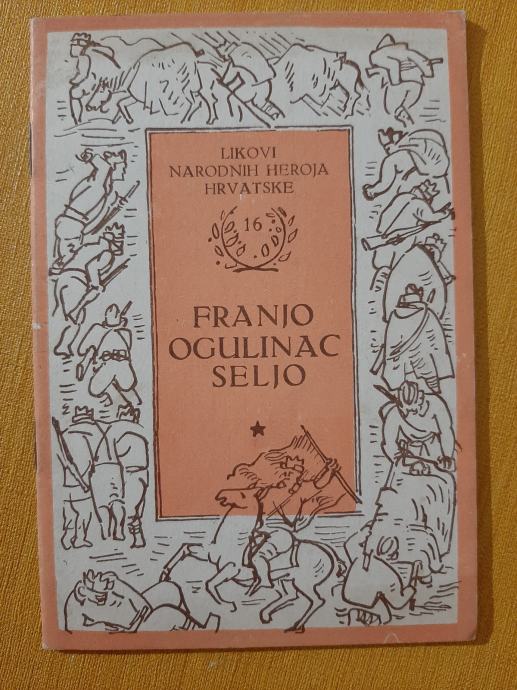 LIKOVI
NARODNIH HEROJA
HRVATSKE
16
FRANJO
OGULINAC
SELJO